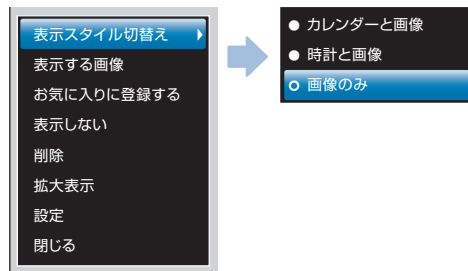 表示スタイル切替え
表示する画像
お気に入りに登録する
表示しない
削除
拡大表示
設定
閉じる
カレンダーと画像
時計と画像
画像のみ